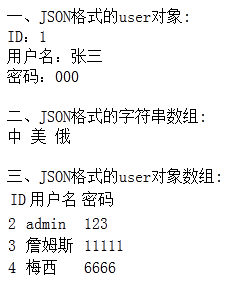 一、JSON格式的user对象:
ID: 1
用户名: 张三
密码: 000
二、JSON格式的字符串数组:
中 美 俄
三、JSON格式的user对象数组:
ID 用户名 密码
2 admin 123
3 詹姆斯 11111
4 梅西 6666